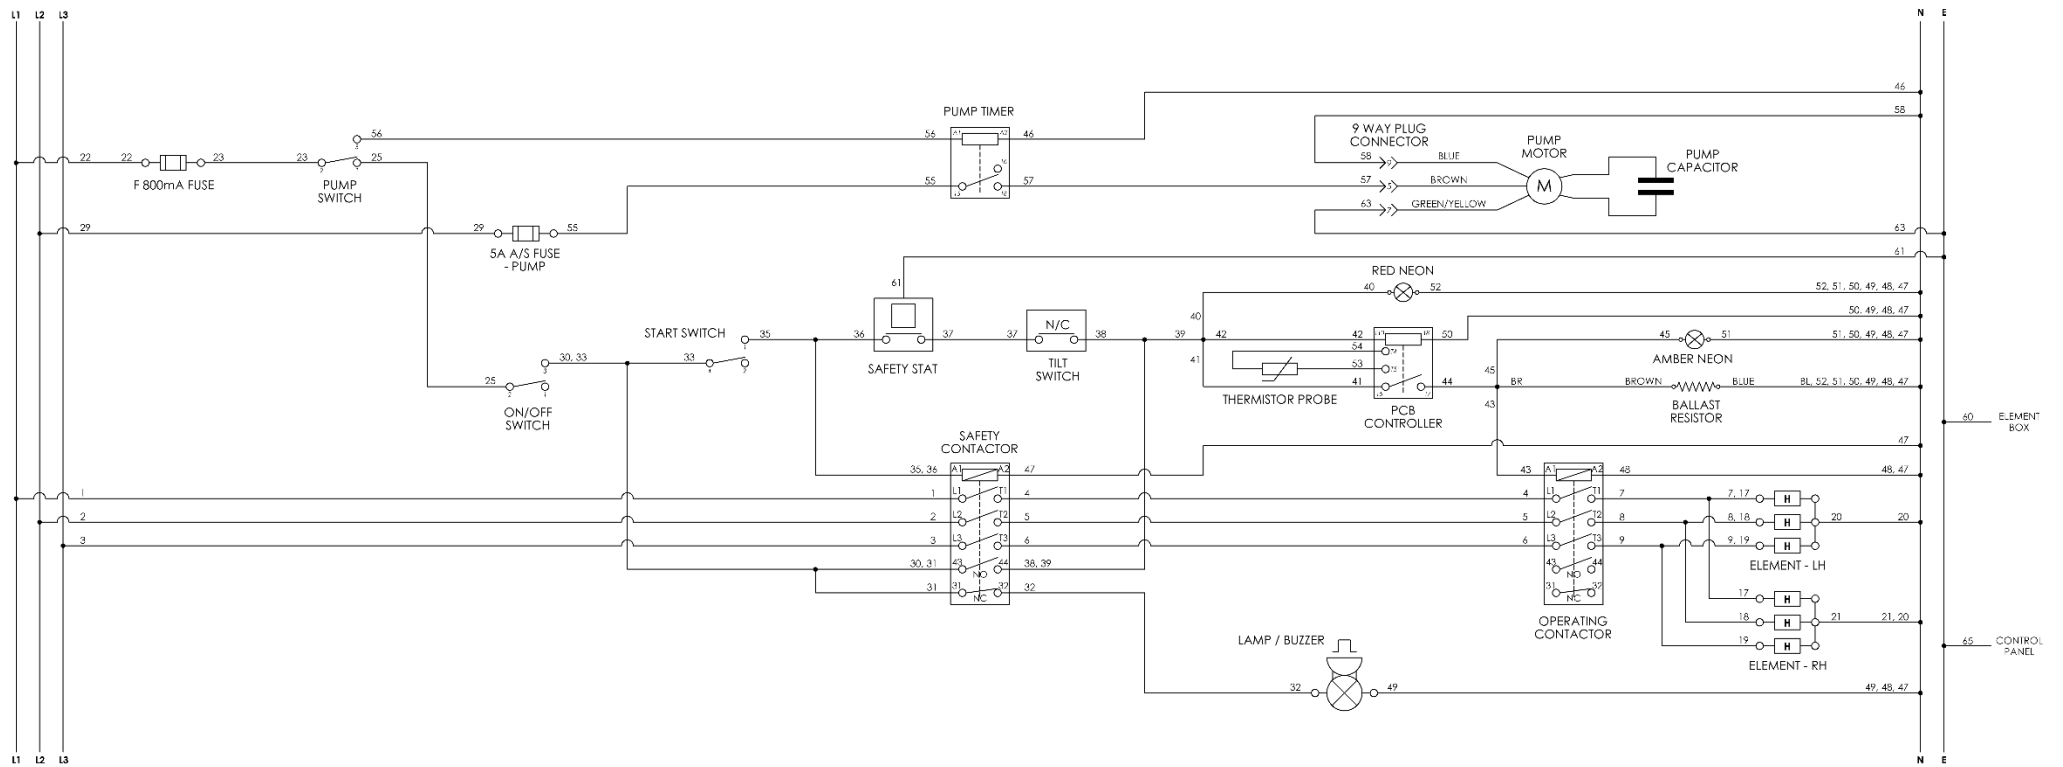 L1 L2 L3 N E
46
PUMP TIMER
58
56 56 A1 A2 46
9 WAY PLUG
CONNECTOR
PUMP
MOTOR
PUMP
CAPACITOR
22 22 23 23 25 58 9 BLUE
F 800mA FUSE
PUMP
SWITCH
55 57 57 5 BROWN M
63 7 GREEN/YELLOW
29 29 55 63
5A A/S FUSE
- PUMP
61
RED NEON
61 40 52 52, 51, 50, 49, 48, 47
50, 49, 48, 47
40
START SWITCH 35 36 37 37 N/C 38 39 42 42 50 45 51 51, 50, 49, 48, 47
AMBER NEON
54
SAFETY STAT
TILT
SWITCH
41
53
30, 33 33
45
25 41 44 BR BROWN BLUE BL, 52, 51, 50, 49, 48, 47
THERMISTOR PROBE
43
BALLAST
RESISTOR
ON/OFF
SWITCH
PCB
CONTROLLER
60 ELEMENT
BOX
SAFETY
CONTACTOR
47
35, 36 A1 A2 47 43 A1 A2 48 48, 47
1 1 L1 T1 4 4 L1 T1 7 7, 17 H
2 2 L2 T2 5 5 L2 T2 8 8, 18 H 20 20
3 3 L3 T3 6 6 L3 T3 9 9, 19 H
30, 31 43 NO 44 38, 39 43 NO 44
ELEMENT - LH
31 31 NC 32 32 31 NC 32
17 H
OPERATING
CONTACTOR
18 H 21 21, 20
19 H
ELEMENT - RH
LAMP / BUZZER
65 CONTROL
PANEL
32 49 49, 48, 47
L1 L2 L3 N E